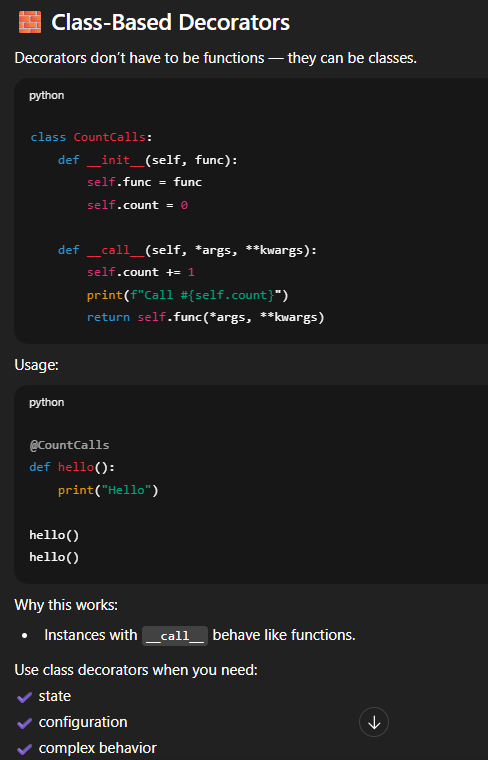 🧱 Class-Based Decorators
Decorators don’t have to be functions — they can be classes.
python
class CountCalls:
    def __init__(self, func):
        self.func = func
        self.count = 0
    def __call__(self, *args, **kwargs):
        self.count += 1
        print(f"Call #{self.count}")
        return self.func(*args, **kwargs)
Usage:
python
@CountCalls
def hello():
    print("Hello")
hello()
hello()
Why this works:
• Instances with __call__ behave like functions.
Use class decorators when you need:
✔ state
✔ configuration
✔ complex behavior